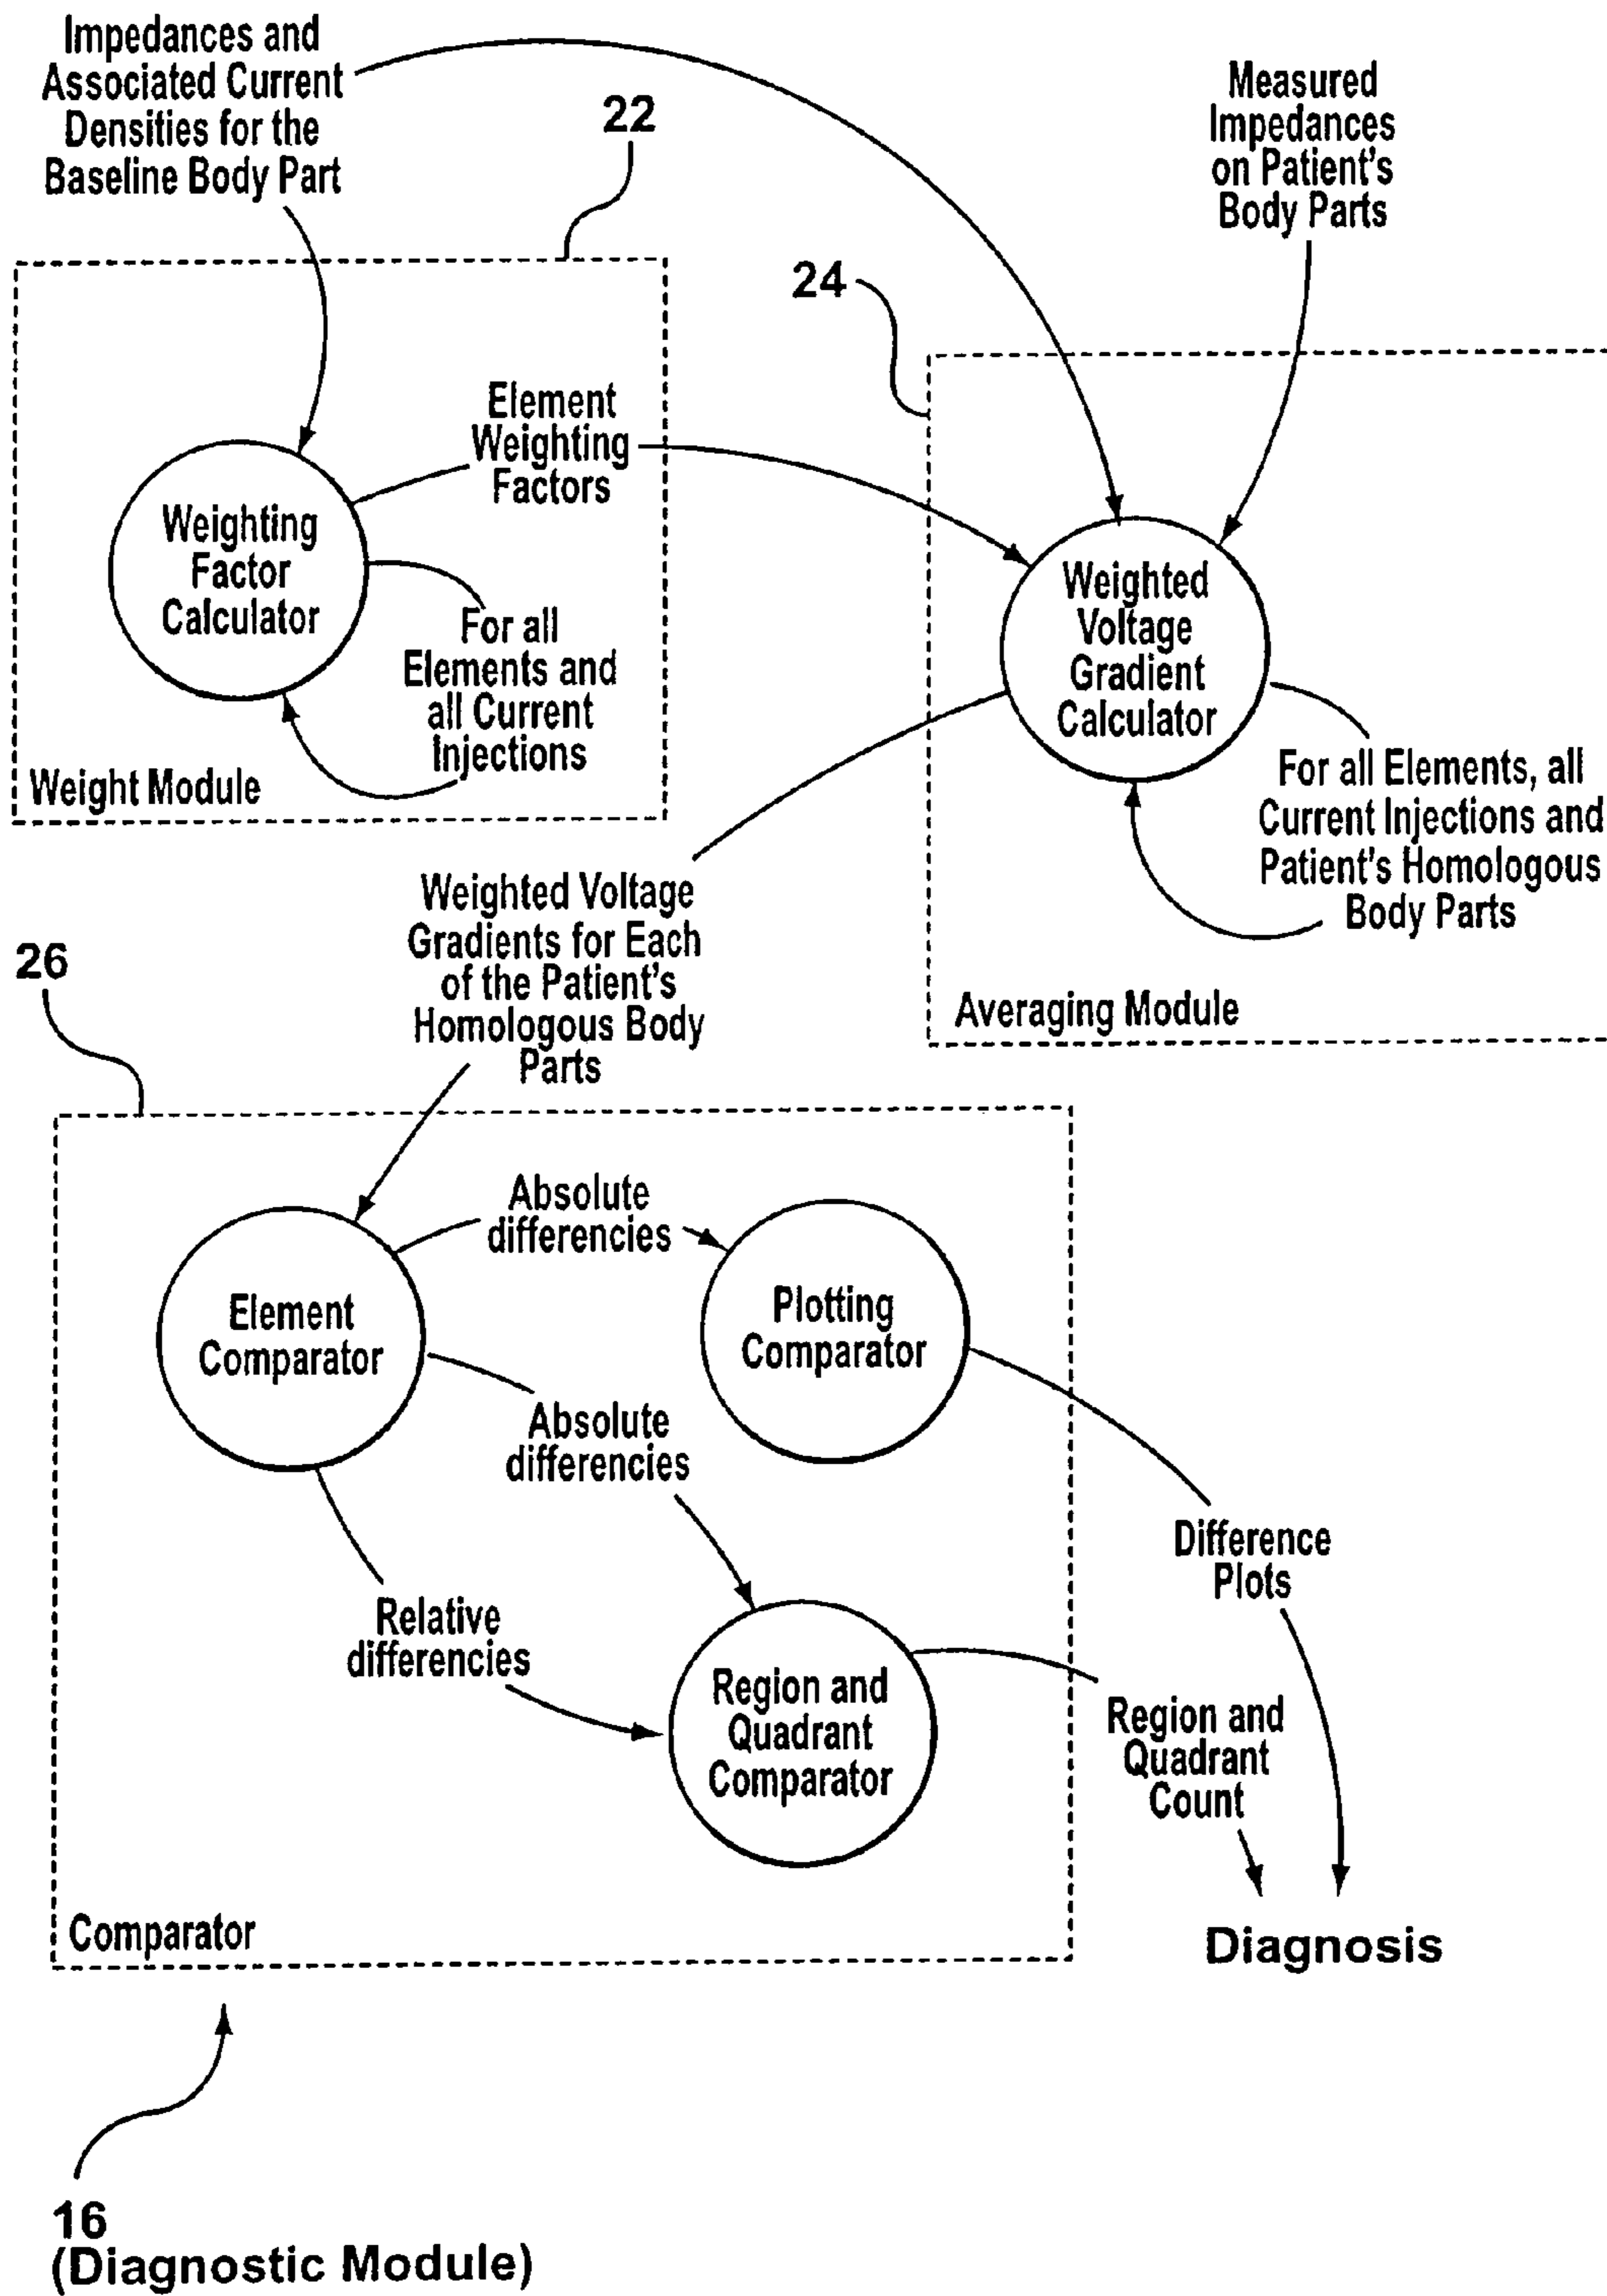 Impedances and
Associated Current
Densities for the
Baseline Body Part
22
Measured
Impedances
on Patient's
Body Parts
24
Element
Weighting
Factors
Weighting
Factor
Calculator
For all
Elements and
all Current
Injections
Weight Module
Weighted
Voltage
Gradient
Calculator
For all Elements, all
Current Injections and
Patient's Homologous
Body Parts
Averaging Module
Weighted Voltage
Gradients for Each
of the Patient's
Homologous Body
Parts
26
Absolute
differencies
Element
Comparator
Plotting
Comparator
Absolute
differencies
Relative
differencies
Region and
Quadrant
Comparator
Difference
Plots
Region and
Quadrant
Count
Comparator
Diagnosis
16
(Diagnostic Module)